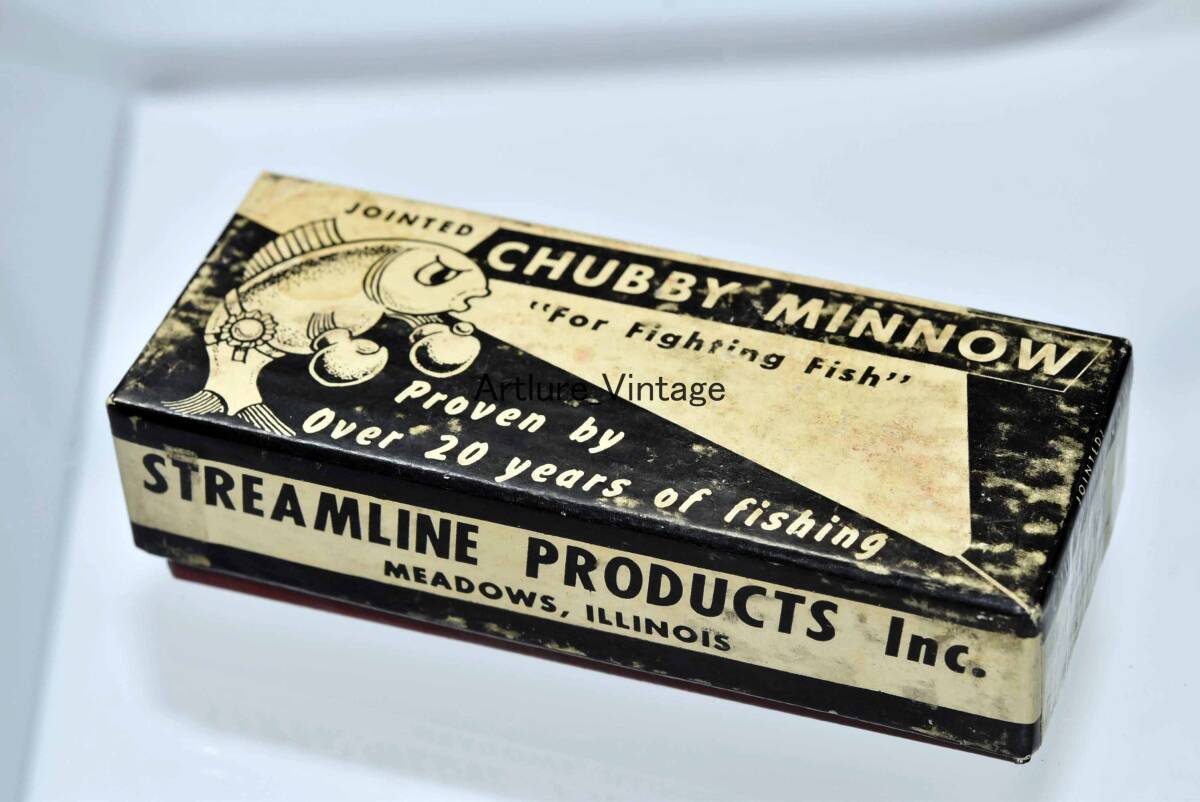 JOINTED
CHUBBY MINNOW
"For Fighting Fish"
Artlure Vintage
Proven by
Over 20 years of fishing
STREAMLINE PRODUCTS Inc.
MEADOWS, ILLINOIS